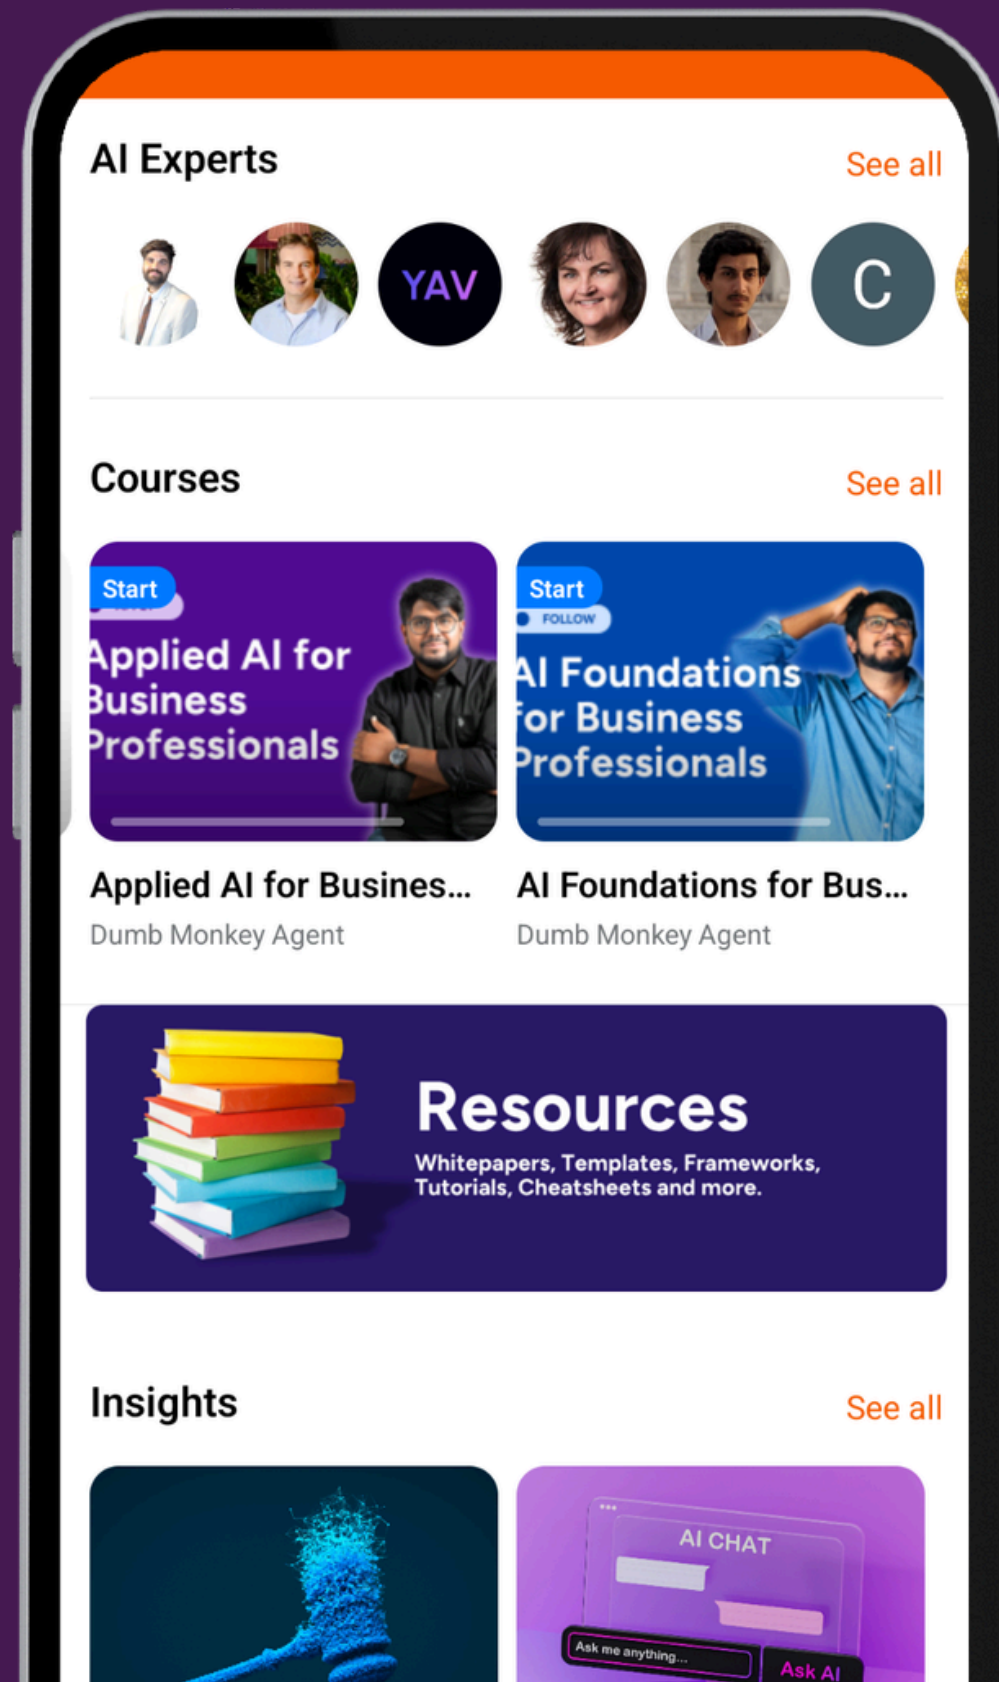 AI Experts
See all
YAV
C
Courses
See all
Start
Applied AI for
Business
Professionals
Start
FOLLOW
AI Foundations
for Business
Professionals
Applied AI for Busines...
Dumb Monkey Agent
AI Foundations for Bus...
Dumb Monkey Agent
Resources
Whitepapers, Templates, Frameworks,
Tutorials, Cheatsheets and more.
Insights
See all
AI CHAT
Ask me anything...
Ask AI